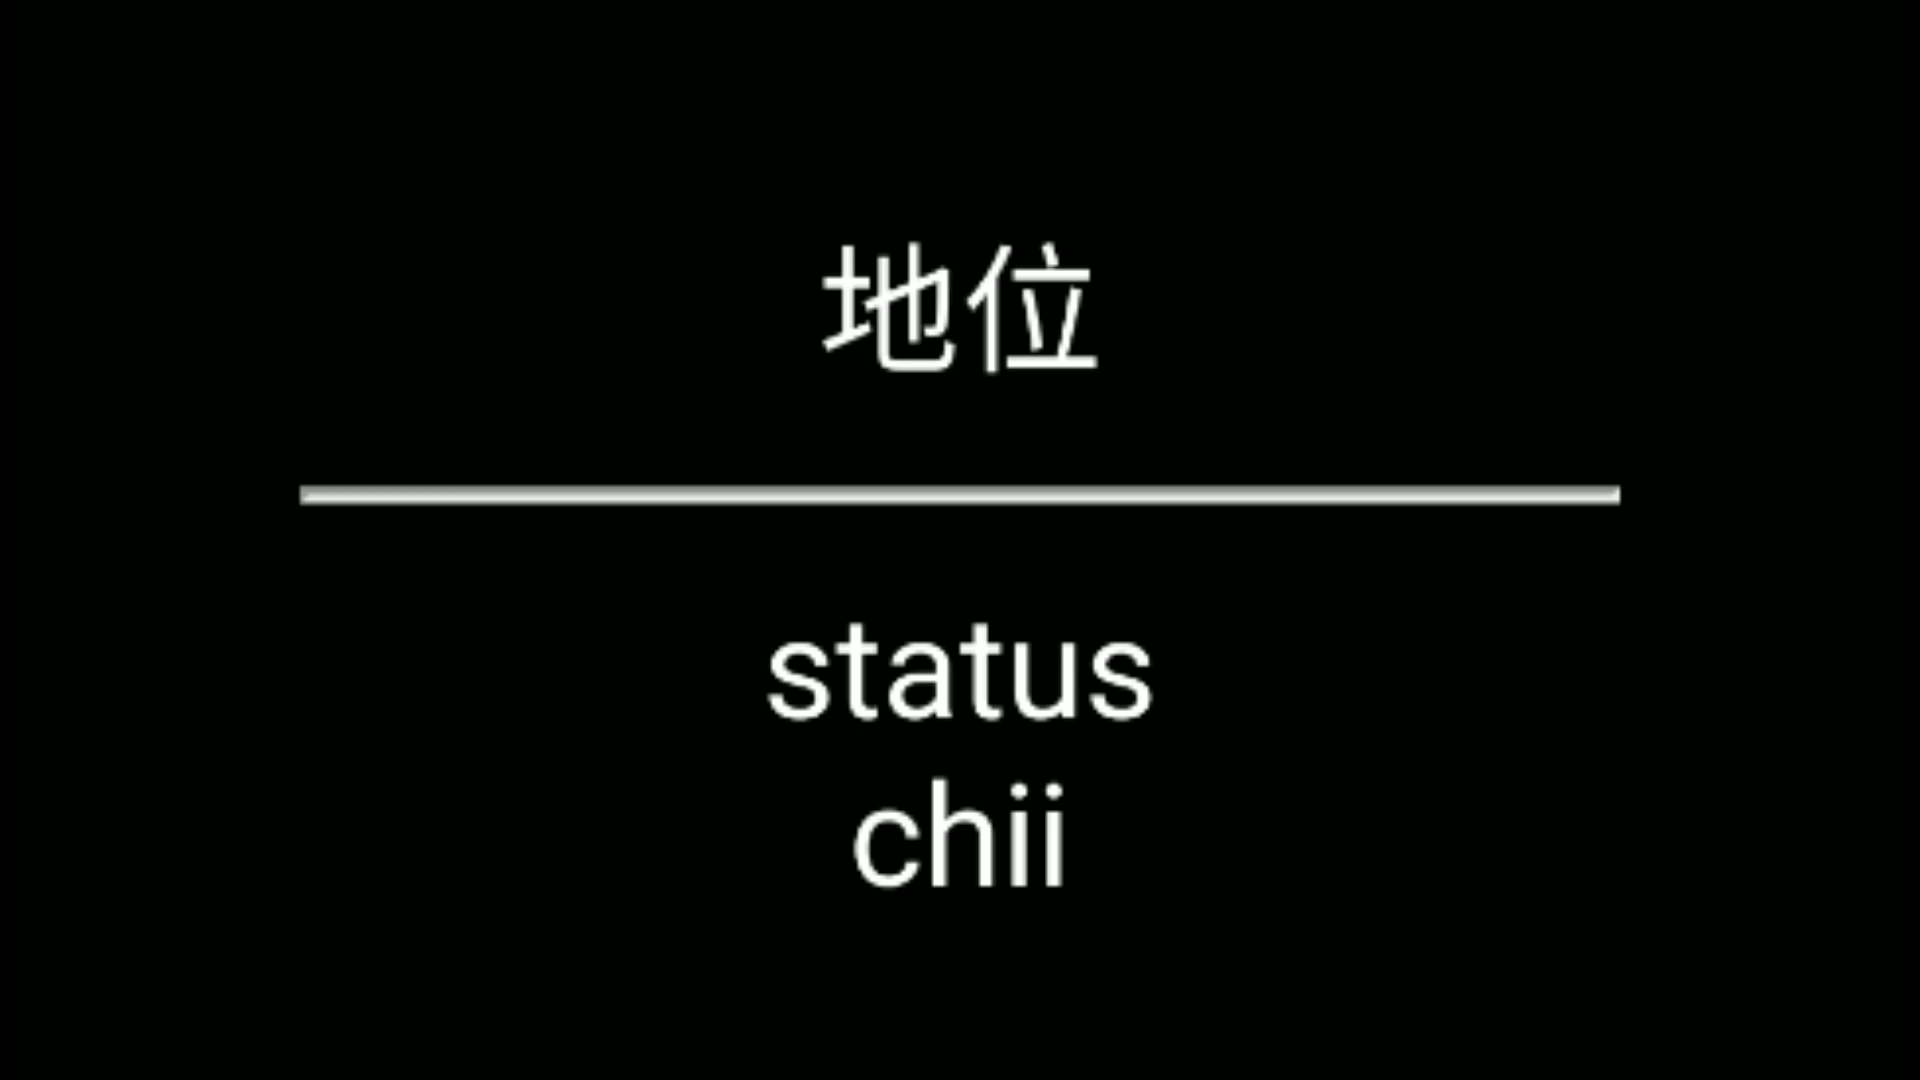 地位
status
chii